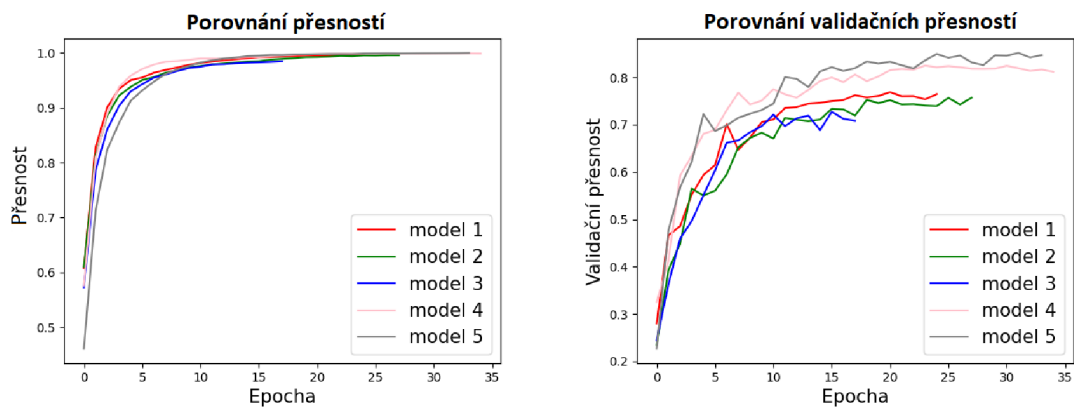 Porovnání přesností
Přesnost
1.0
0.9
0.8
0.7
0.6
0.5
0
5
10
15
20
25
30
35
Epocha
model 1
model 2
model 3
model 4
model 5
Porovnání validačních přesností
Validační přesnost
0.8
0.7
0.6
0.5
0.4
0.3
0.2
0
5
10
15
20
25
30
35
Epocha
model 1
model 2
model 3
model 4
model 5